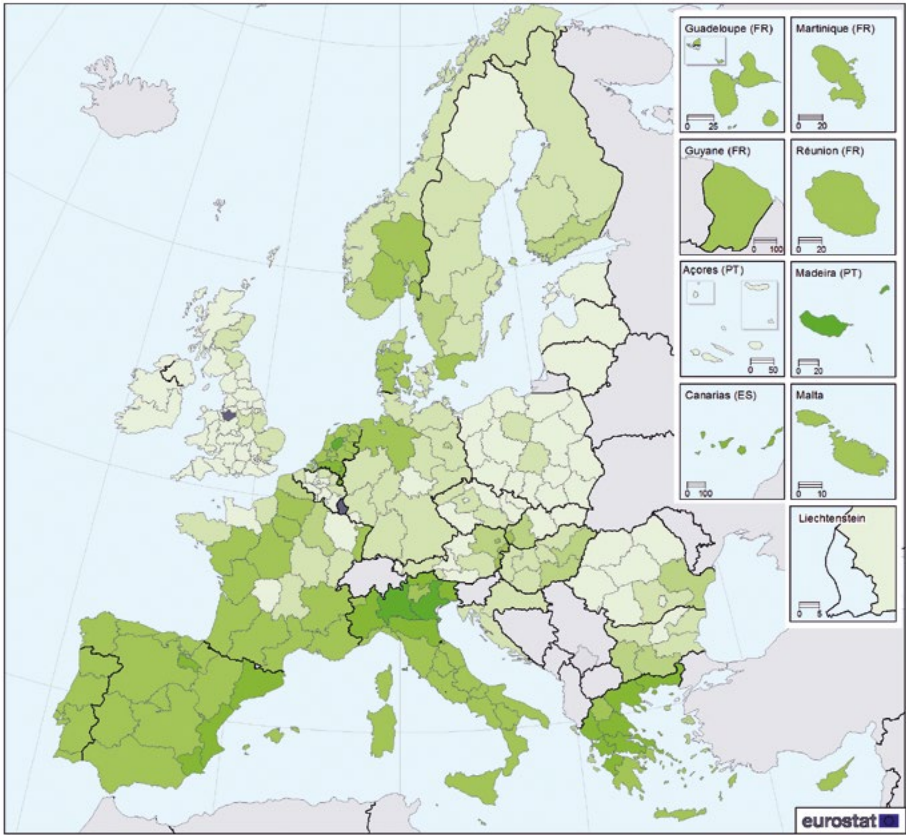 Guadeloupe (FR)
0 25
Martinique (FR)
0 20
Guyane (FR)
0 100
Réunion (FR)
0 20
Açores (PT)
0 50
Madeira (PT)
0 20
Canarias (ES)
0 100
Malta
0 10
Liechtenstein
0 5
eurostat